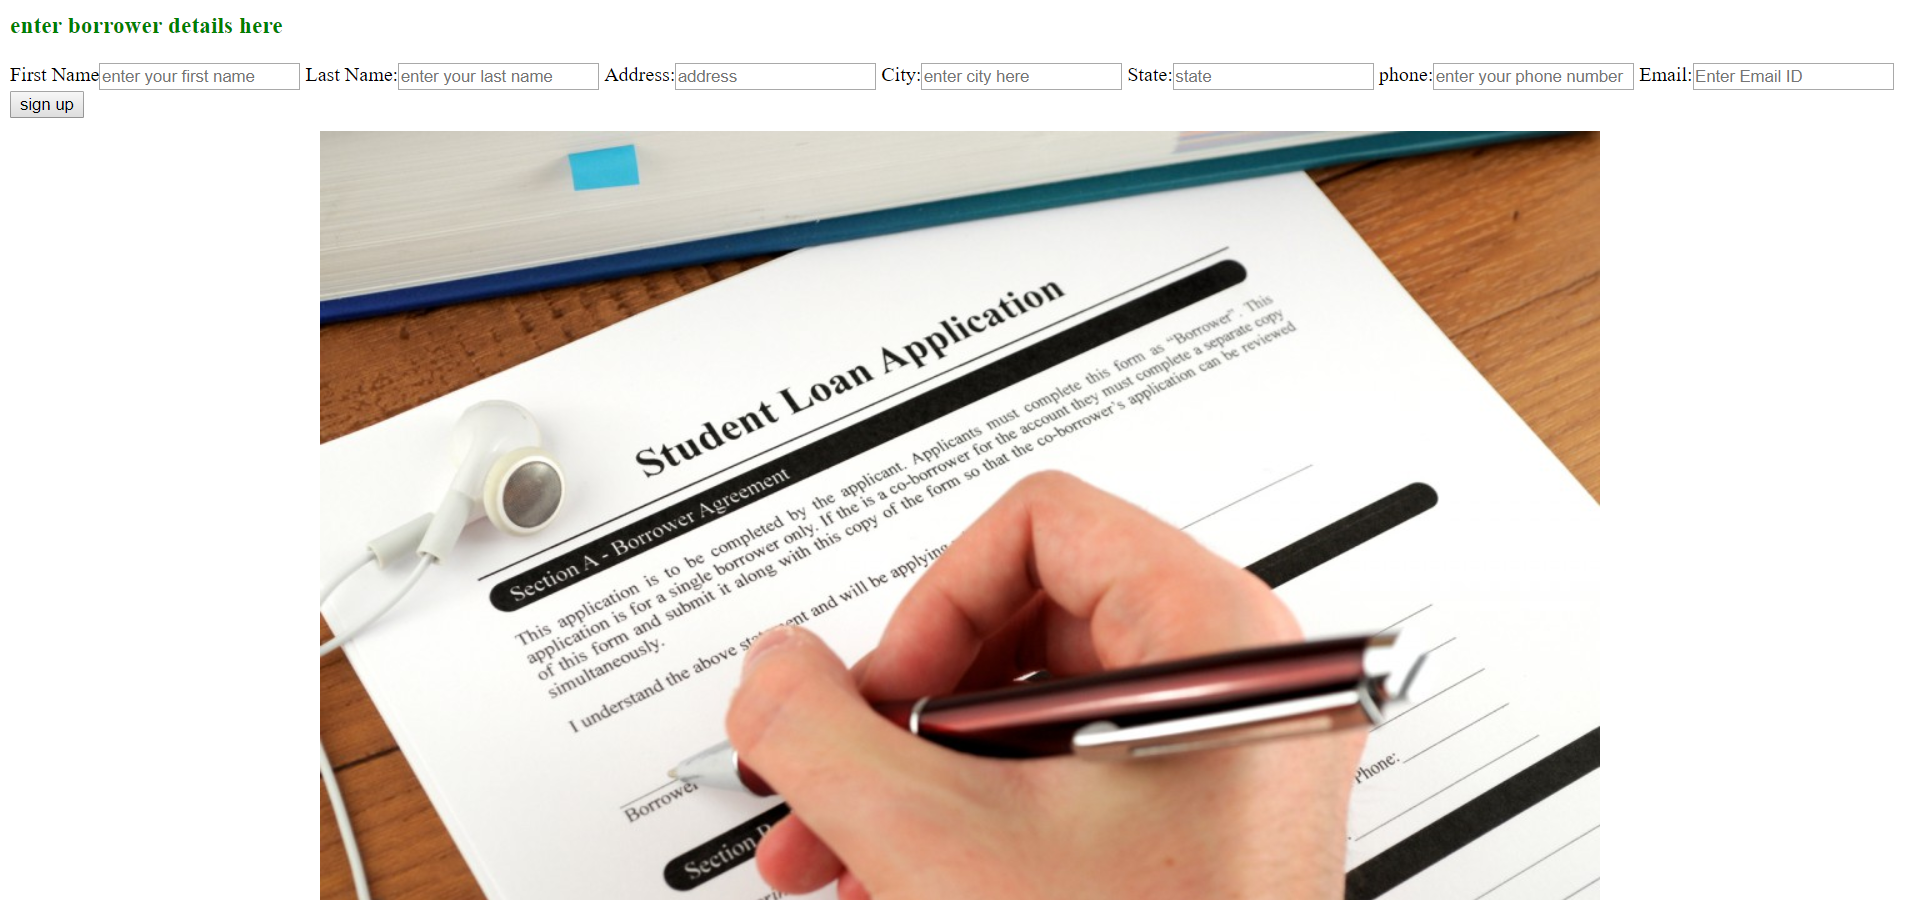 enter borrower details here
First Name enter your first name Last Name: enter your last name Address: address City: enter city here State: state phone: enter your phone number Email: Enter Email ID
sign up
Student Loan Application
Section A - Borrower Agreement
This application is to be completed by the applicant. Applicants must complete this form as “Borrower” . This
application is for a single borrower only. If the is a co-borrower for the account they must complete a separate copy
of this form and submit it along with this copy of the form so that the co-borrower’s application can be reviewed
simultaneously.
I understand the above and will be applying
Borrower
Phone:
Section